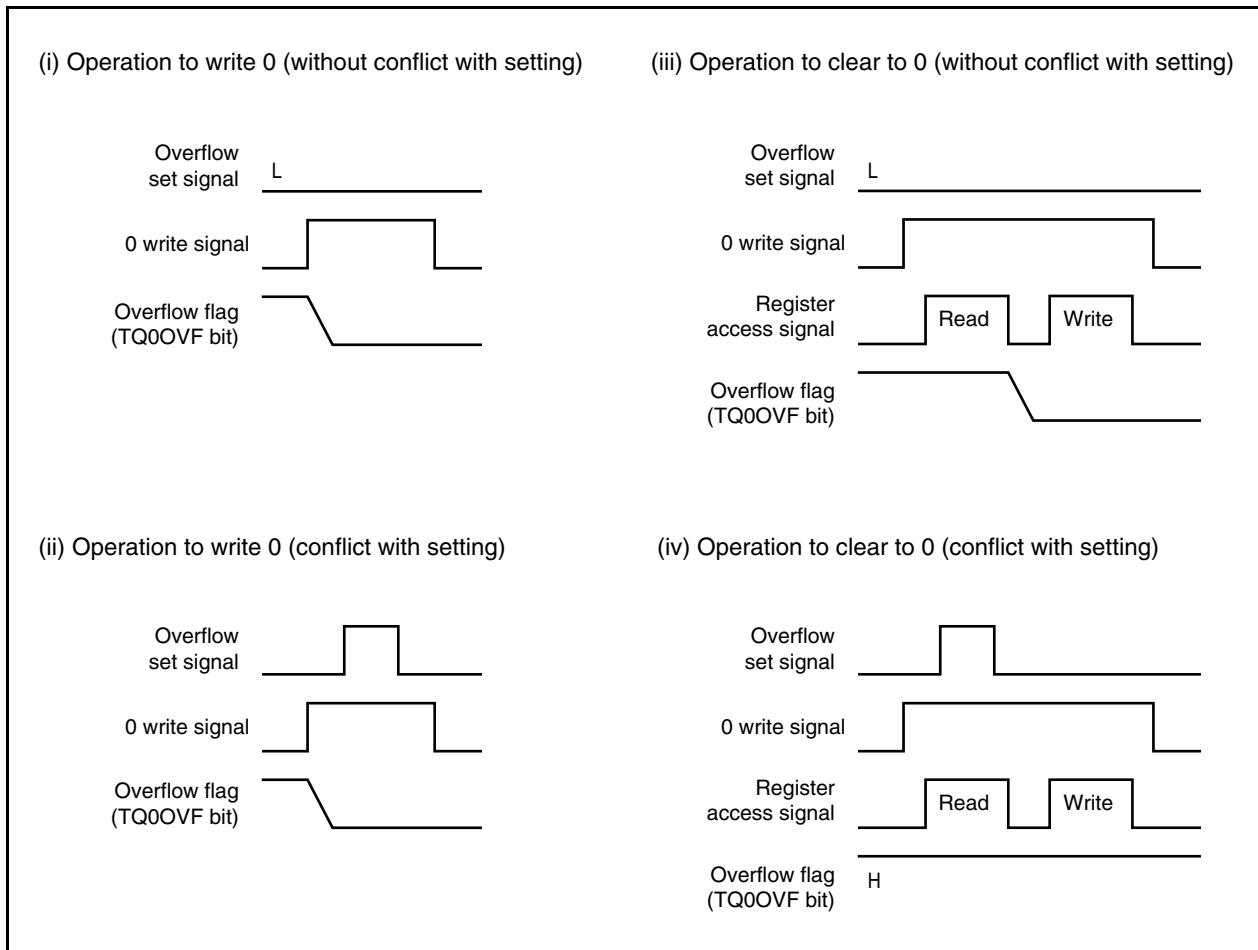 (i) Operation to write 0 (without conflict with setting)
Overflow
set signal
L
0 write signal
Overflow flag
(TQ0OVF bit)
(iii) Operation to clear to 0 (without conflict with setting)
Overflow
set signal
L
0 write signal
Register
access signal
Read
Write
Overflow flag
(TQ0OVF bit)
(ii) Operation to write 0 (conflict with setting)
Overflow
set signal
0 write signal
Overflow flag
(TQ0OVF bit)
(iv) Operation to clear to 0 (conflict with setting)
Overflow
set signal
0 write signal
Register
access signal
Read
Write
Overflow flag
(TQ0OVF bit)
H